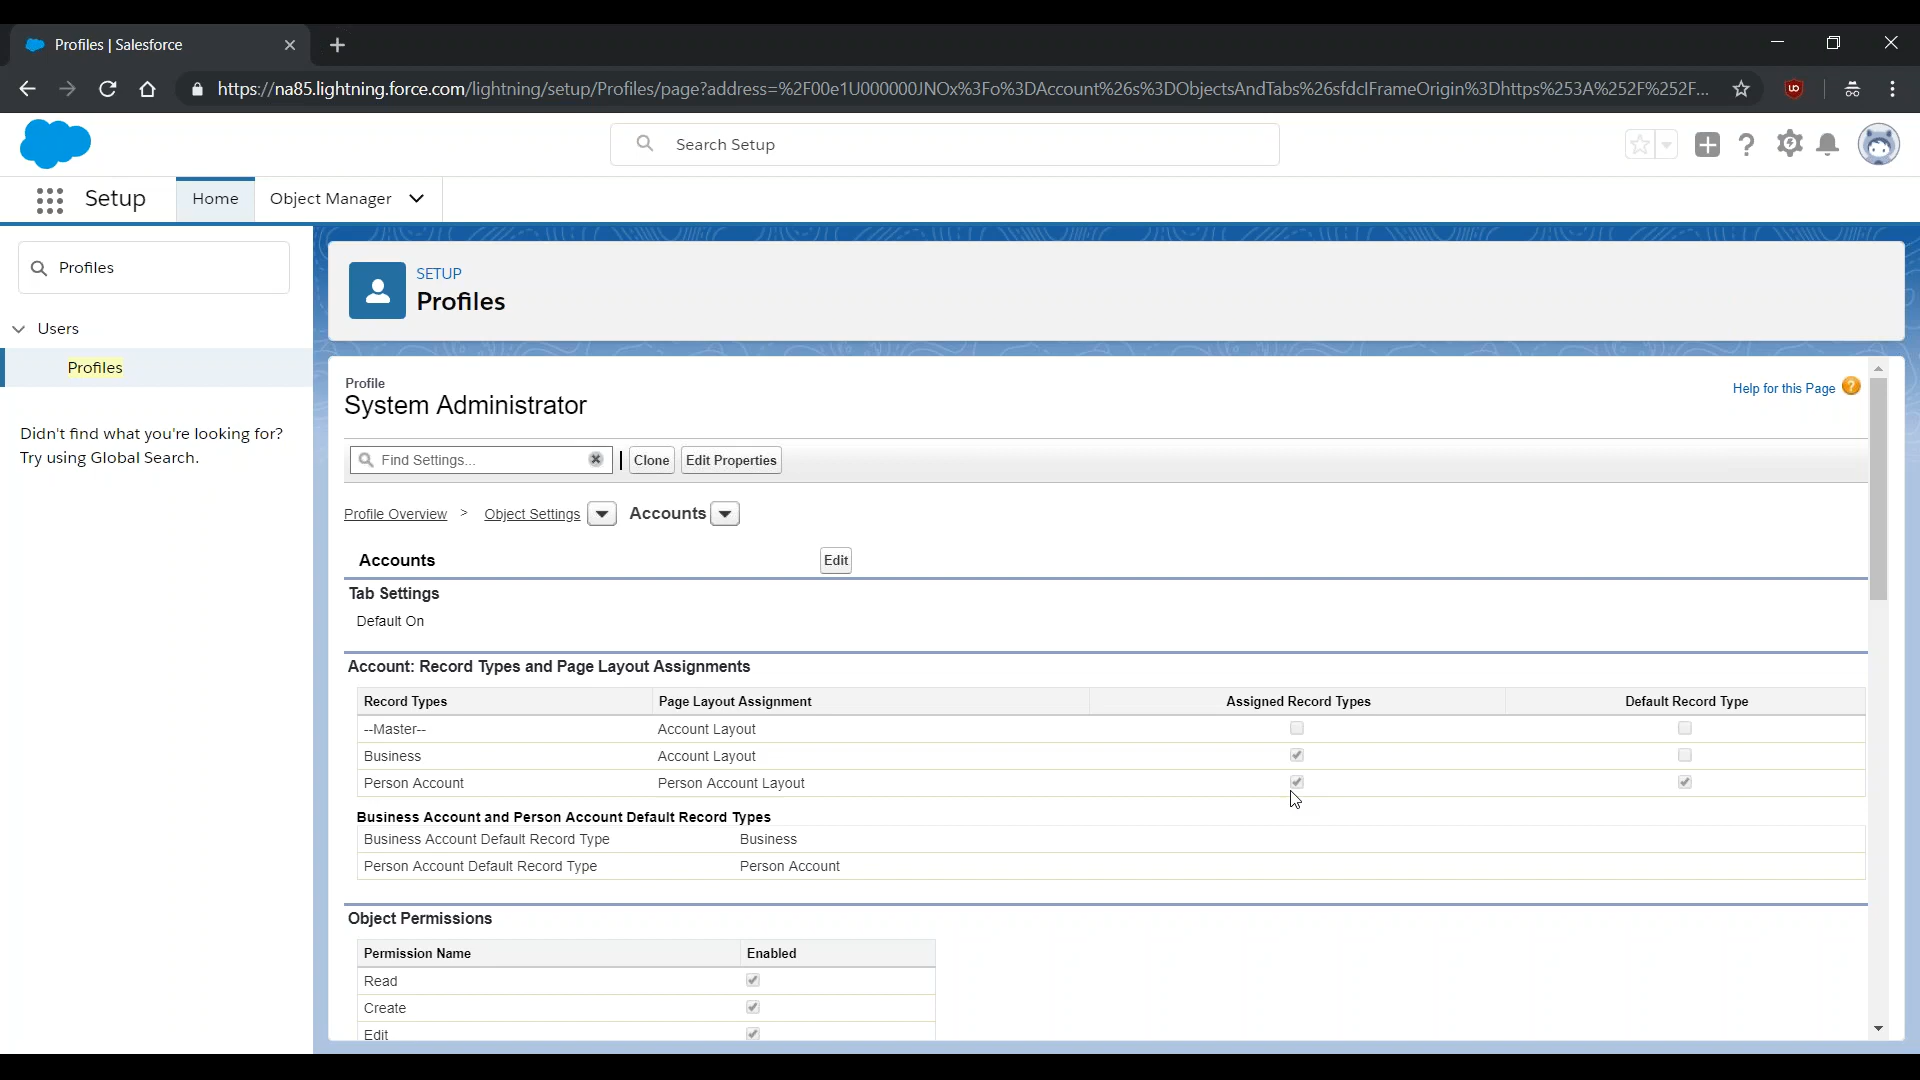 Profiles | Salesforce
https://na85.lightning.force.com/lightning/setup/Profiles/page?address=%2F00e1U000000JNOx%3Fo%3DAccount%26s%3DObjectsAndTabs%26sfdcIFrameOrigin%3Dhttps%253A%252F%252F...
Search Setup
Setup
Home
Object Manager
Profiles
Users
Profiles
Didn't find what you're looking for?
Try using Global Search.
SETUP
Profiles
Profile
System Administrator
Help for this Page ?
Find Settings...
Clone
Edit Properties
Profile Overview > Object Settings Accounts
Accounts Edit
Tab Settings
Default On
Account: Record Types and Page Layout Assignments
Record Types Page Layout Assignment Assigned Record Types Default Record Type
--Master-- Account Layout
Business Account Layout
Person Account Person Account Layout
Business Account and Person Account Default Record Types
Business Account Default Record Type Business
Person Account Default Record Type Person Account
Object Permissions
Permission Name Enabled
Read
Create
Edit